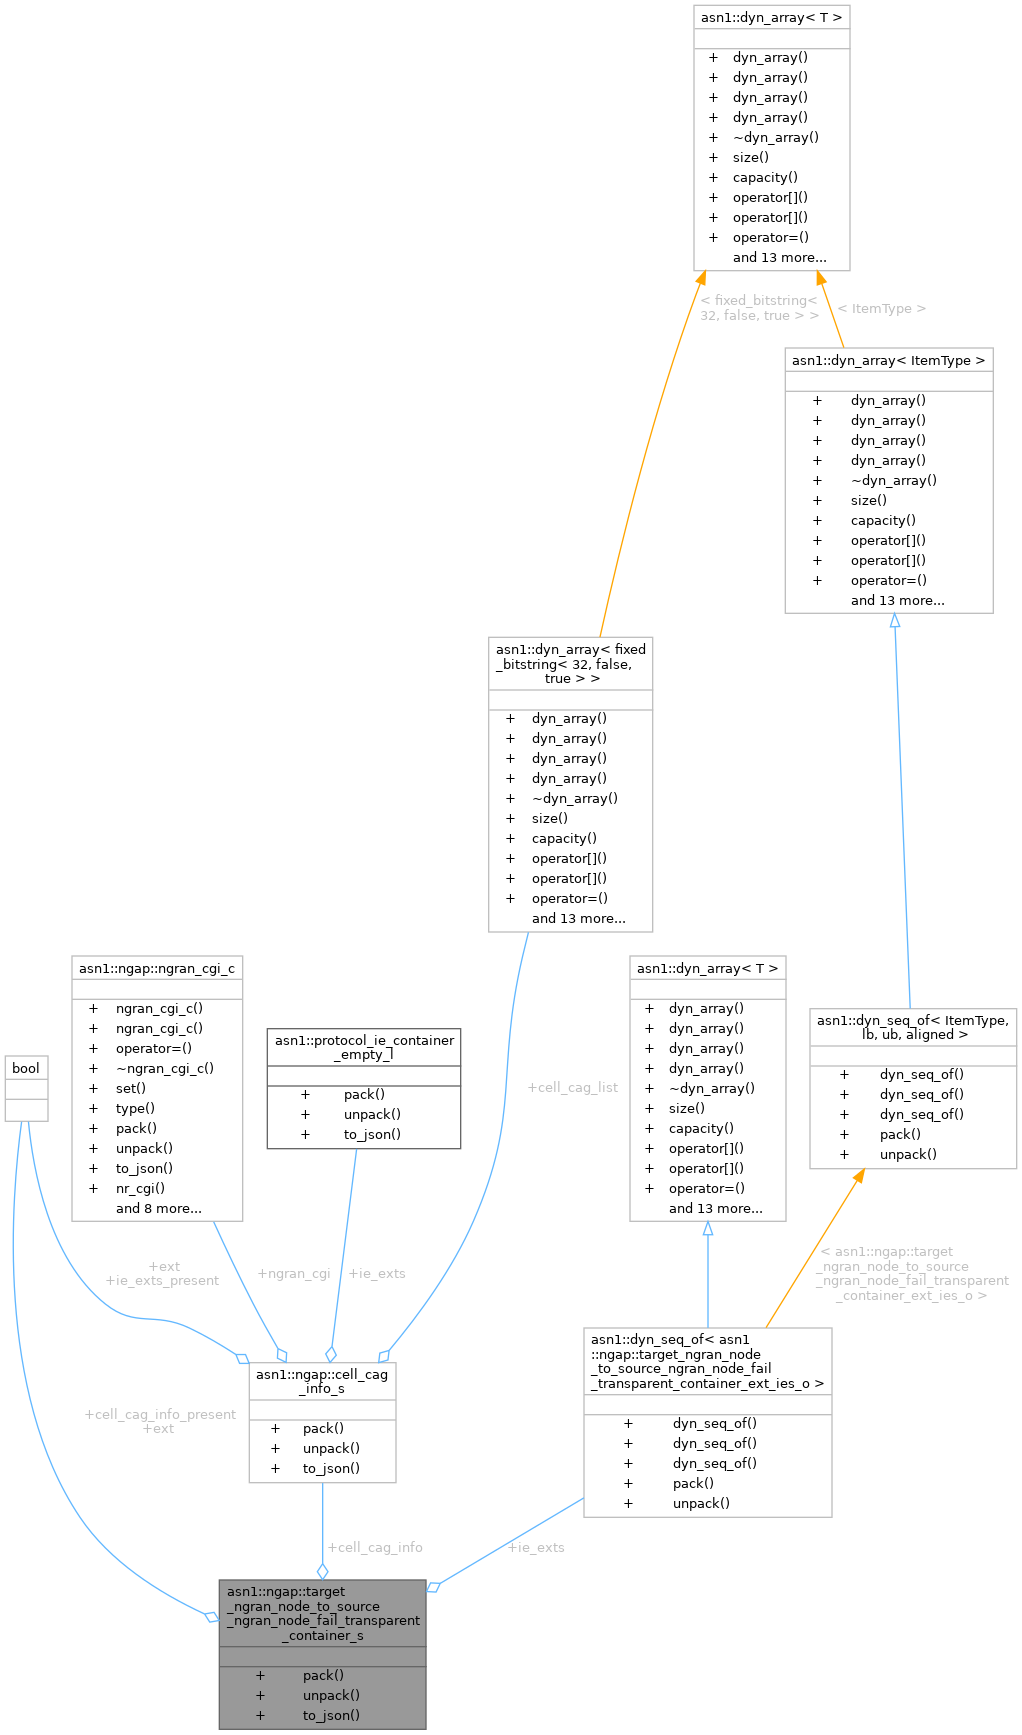 asn1::dyn_array< T >
+ dyn_array()
+ dyn_array()
+ dyn_array()
+ dyn_array()
+ ~dyn_array()
+ size()
+ capacity()
+ operator[]()
+ operator[]()
+ operator=()
and 13 more...
< fixed_bitstring<
32, false, true > >
< ItemType >
asn1::dyn_array< ItemType >
+ dyn_array()
+ dyn_array()
+ dyn_array()
+ dyn_array()
+ ~dyn_array()
+ size()
+ capacity()
+ operator[]()
+ operator[]()
+ operator=()
and 13 more...
asn1::dyn_array< fixed
_bitstring< 32, false,
true > >
+ dyn_array()
+ dyn_array()
+ dyn_array()
+ dyn_array()
+ ~dyn_array()
+ size()
+ capacity()
+ operator[]()
+ operator[]()
+ operator=()
and 13 more...
bool
asn1::ngap::ngran_cgi_c
+ ngran_cgi_c()
+ ngran_cgi_c()
+ operator=()
+ ~ngran_cgi_c()
+ set()
+ type()
+ pack()
+ unpack()
+ to_json()
+ nr_cgi()
and 8 more...
asn1::protocol_ie_container
_empty_l
+ pack()
+ unpack()
+ to_json()
+cell_cag_list
asn1::dyn_array< T >
+ dyn_array()
+ dyn_array()
+ dyn_array()
+ dyn_array()
+ ~dyn_array()
+ size()
+ capacity()
+ operator[]()
+ operator[]()
+ operator=()
and 13 more...
asn1::dyn_seq_of< ItemType,
lb, ub, aligned >
+ dyn_seq_of()
+ dyn_seq_of()
+ dyn_seq_of()
+ pack()
+ unpack()
+ext
+ie_exts_present
+ngran_cgi
+ie_exts
< asn1::ngap::target
_ngran_node_to_source
_ngran_node_fail_transparent
_container_ext_ies_o >
asn1::ngap::cell_cag
_info_s
+ pack()
+ unpack()
+ to_json()
asn1::dyn_seq_of< asn1
::ngap::target_ngran_node
_to_source_ngran_node_fail
_transparent_container_ext_ies_o >
+ dyn_seq_of()
+ dyn_seq_of()
+ dyn_seq_of()
+ pack()
+ unpack()
+cell_cag_info_present
+ext
+cell_cag_info
+ie_exts
asn1::ngap::target
_ngran_node_to_source
_ngran_node_fail_transparent
_container_s
+ pack()
+ unpack()
+ to_json()